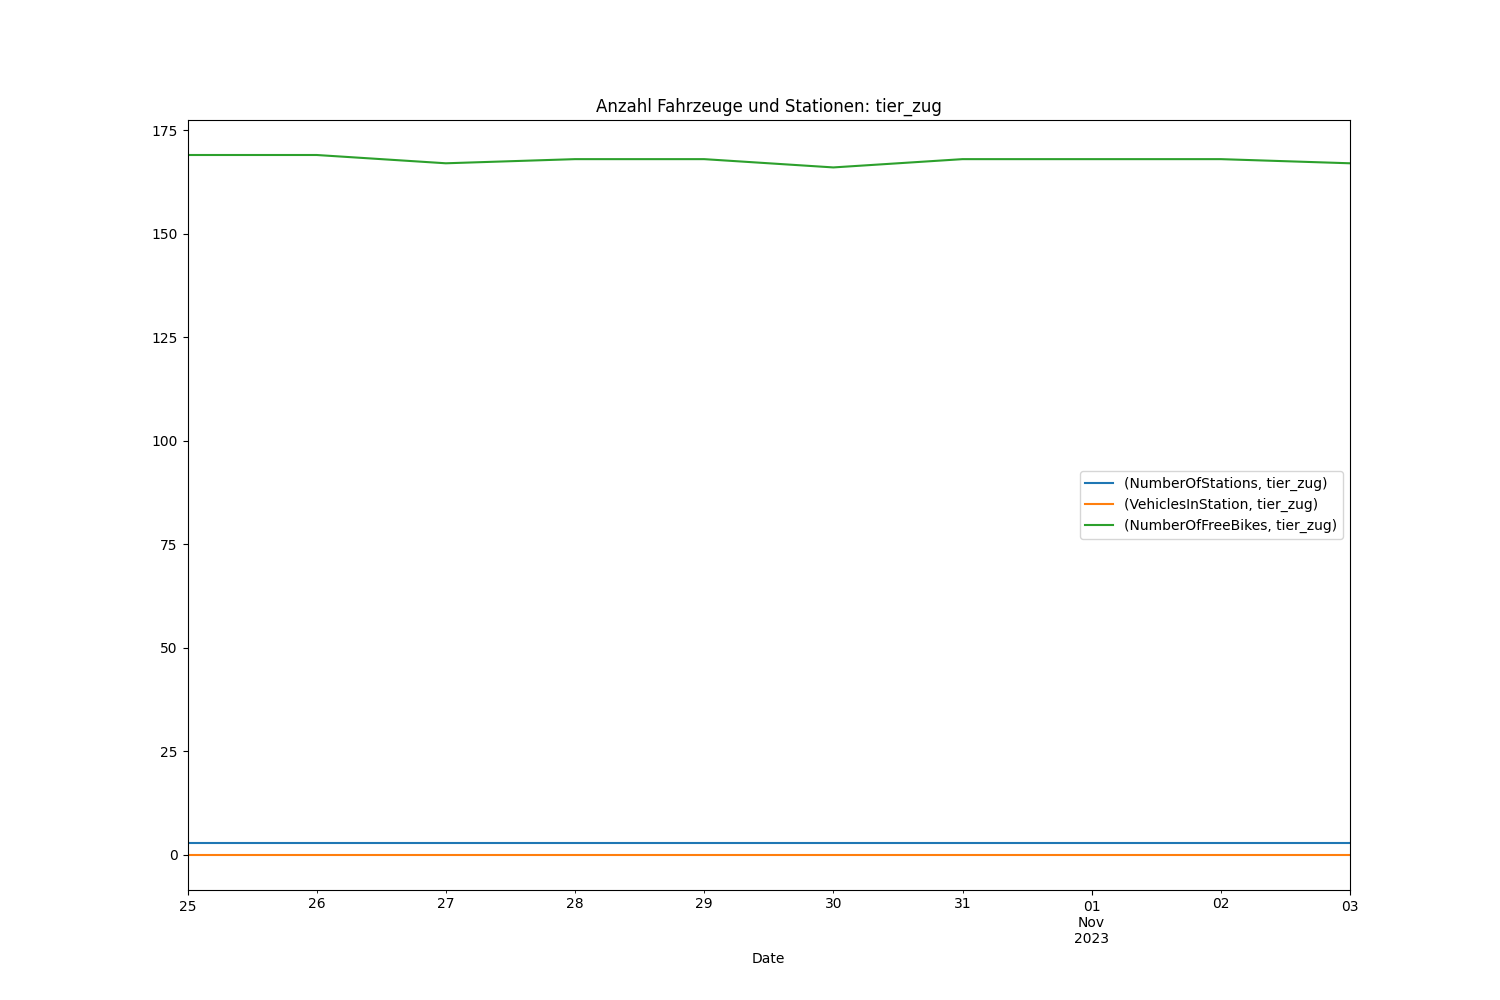 Anzahl Fahrzeuge und Stationen: tier_zug
175
150
125
100
75
50
25
0
(NumberOfStations, tier_zug)
(VehiclesInStation, tier_zug)
(NumberOfFreeBikes, tier_zug)
25 26 27 28 29 30 31 01 02 03
Nov
2023
Date